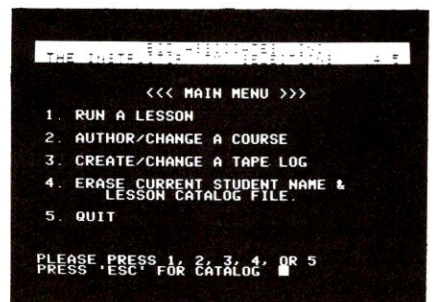 THE
<<< MAIN MENU >>>
1. RUN A LESSON
2. AUTHOR/CHANGE A COURSE
3. CREATE/CHANGE A TAPE LOG
4. ERASE CURRENT STUDENT NAME &
LESSON CATALOG FILE.
5. QUIT
PLEASE PRESS 1, 2, 3, 4, OR 5
PRESS 'ESC' FOR CATALOG